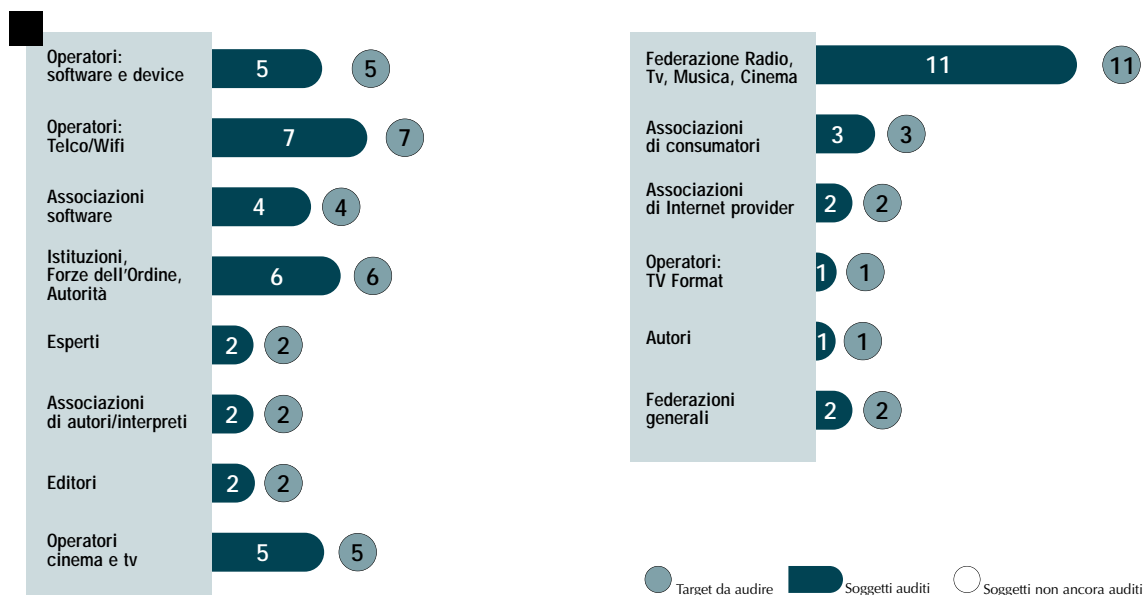 Operatori:
software e device
5
5
Operatori:
Telco/Wifi
7
7
Associazioni
software
4
4
Istituzioni,
Forze dell'Ordine,
Autorità
6
6
Esperti
2
2
Associazioni
di autori/interpreti
2
2
Editori
2
2
Operatori
cinema e tv
5
5
Federazione Radio,
Tv, Musica, Cinema
11
11
Associazioni
di consumatori
3
3
Associazioni
di Internet provider
2
2
Operatori:
TV Format
1
1
Autori
1
1
Federazioni
generali
2
2
Target da audire
Soggetti auditi
Soggetti non ancora auditi